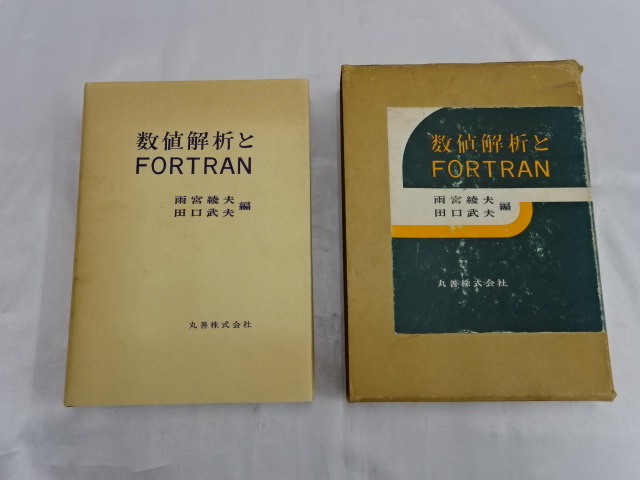 数値解析と
FORTRAN
雨宮綾夫
田口武夫 編
丸善株式会社
数値解析と
FORTRAN
雨宮綾夫
田口武夫 編
丸善株式会社